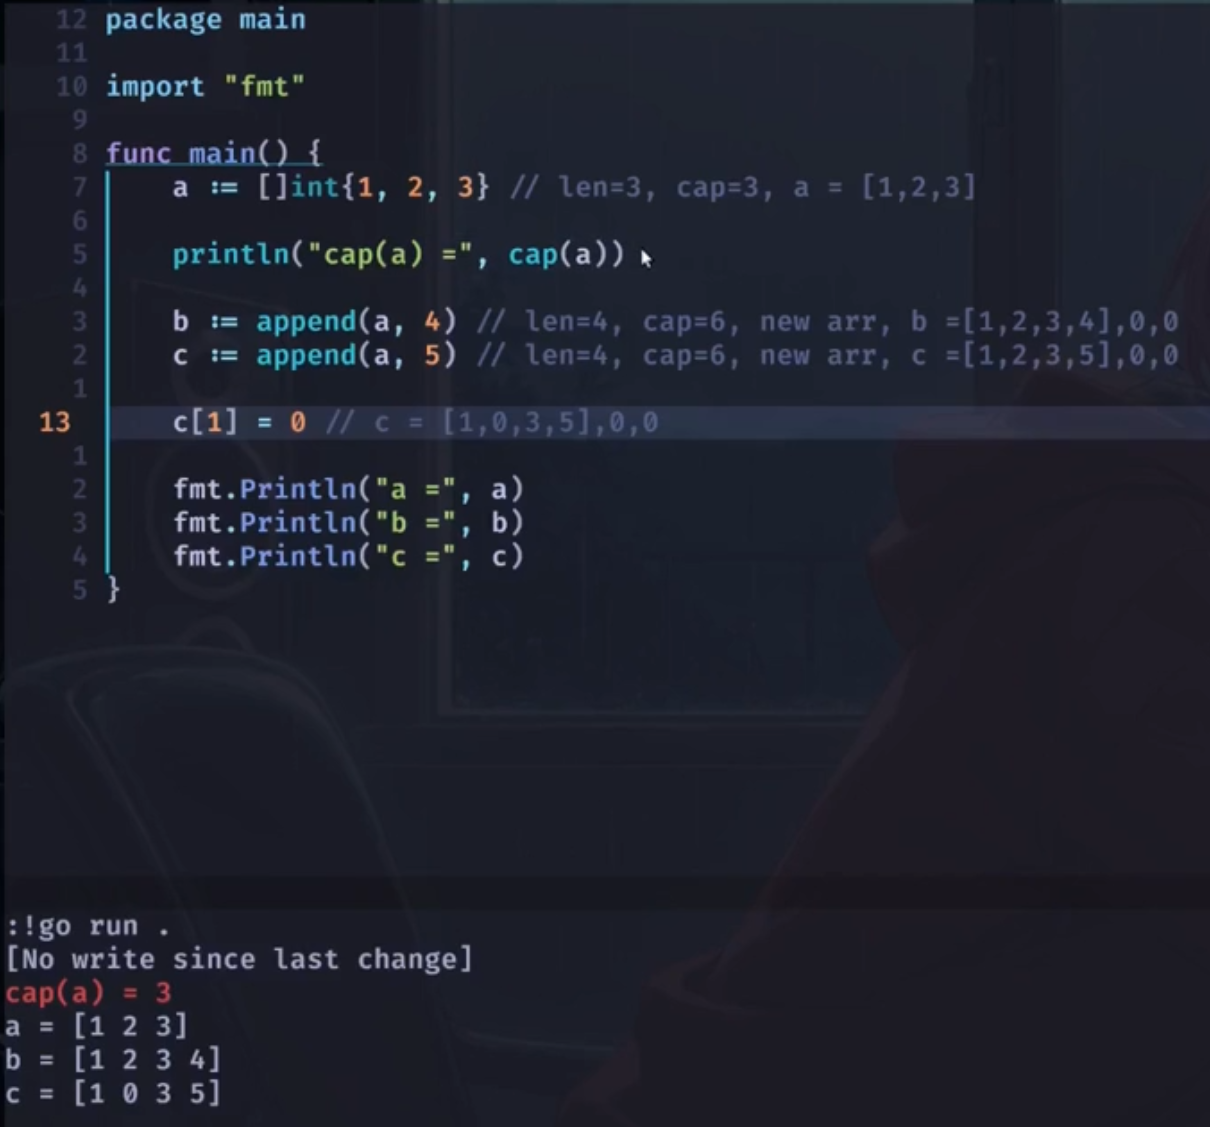 12 package main
11
10 import "fmt"
9
8 func main() {
7 a := []int{1, 2, 3} // len=3, cap=3, a = [1,2,3]
6
5 println("cap(a) =", cap(a))
4
3 b := append(a, 4) // len=4, cap=6, new arr, b =[1,2,3,4],0,0
2 c := append(a, 5) // len=4, cap=6, new arr, c =[1,2,3,5],0,0
1
13 c[1] = 0 // c = [1,0,3,5],0,0
1
2 fmt.Println("a =", a)
3 fmt.Println("b =", b)
4 fmt.Println("c =", c)
5 }
:!go run .
[No write since last change]
cap(a) = 3
a = [1 2 3]
b = [1 2 3 4]
c = [1 0 3 5]